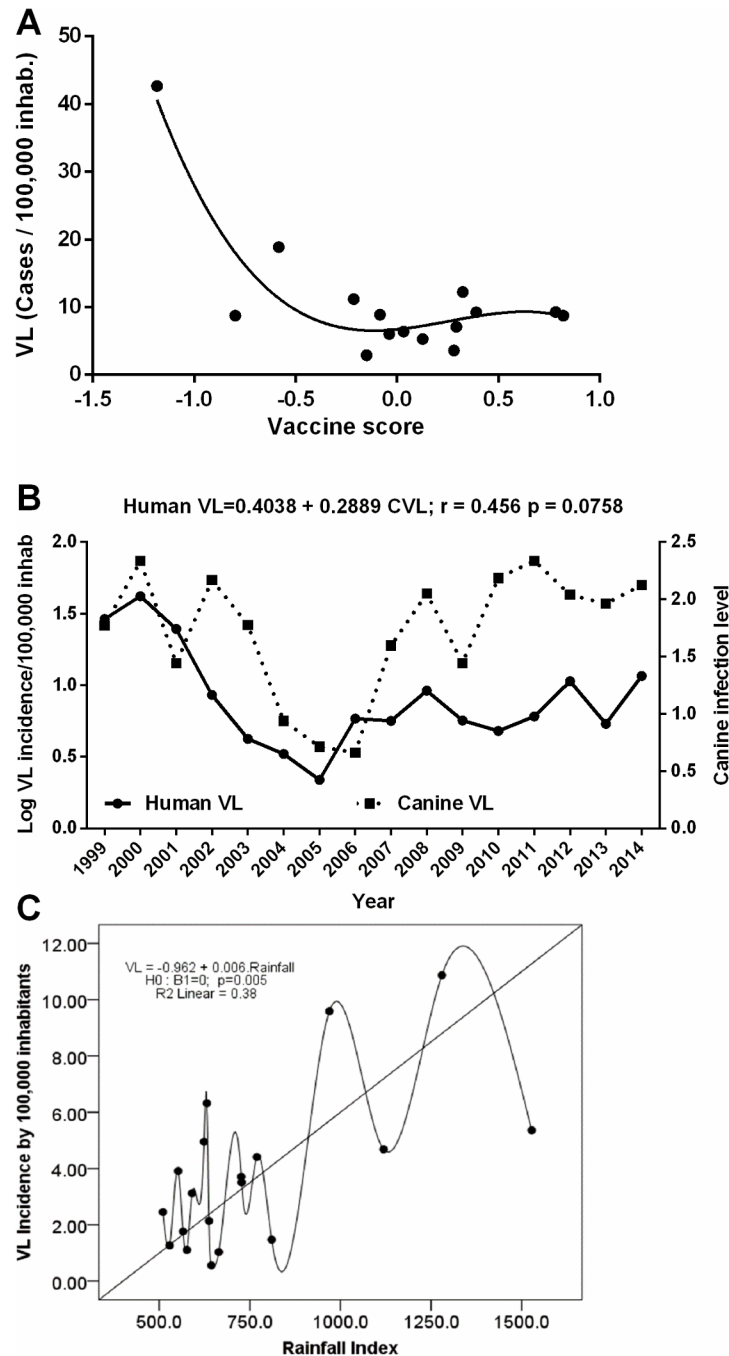 A
VL (Cases / 100,000 inhab.)
50
40
30
20
10
0
-1.5 -1.0 -0.5 0.0 0.5 1.0
Vaccine score
B
Human VL=0.4038 + 0.2889 CVL; r = 0.456 p = 0.0758
Log VL incidence/100,000 inhab
2.0
1.5
1.0
0.5
0.0
Canine infection level
2.5
2.0
1.5
1.0
0.5
0.0
Human VL Canine VL
1999 2000 2001 2002 2003 2004 2005 2006 2007 2008 2009 2010 2011 2012 2013 2014
Year
C
VL Incidence by 100,000 inhabitants
VL = -0.962 + 0.006.Rainfall
H0 : B1=0; p=0.005
R2 Linear = 0.38
12.00
10.00
8.00
6.00
4.00
2.00
0.00
500.0 750.0 1000.0 1250.0 1500.0
Rainfall Index